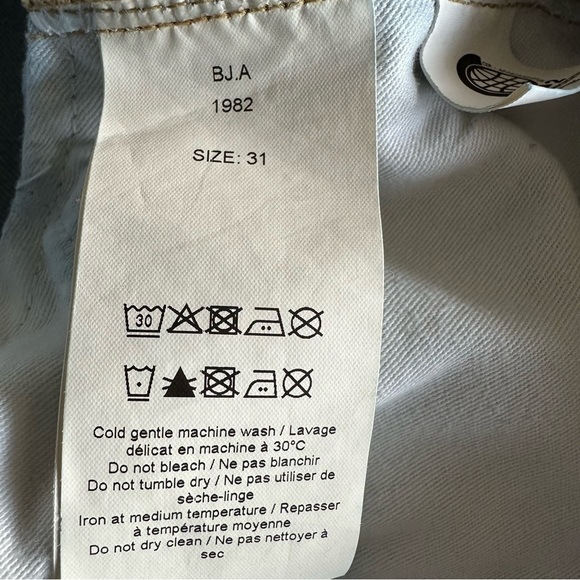 BJ.A
1982
SIZE: 31
30
Cold gentle machine wash / Lavage
délicat en machine à 30°C
Do not bleach / Ne pas blanchir
Do not tumble dry / Ne pas utiliser de
sèche-linge
Iron at medium temperature / Repasser
à température moyenne
Do not dry clean / Ne pas nettoyer à
sec